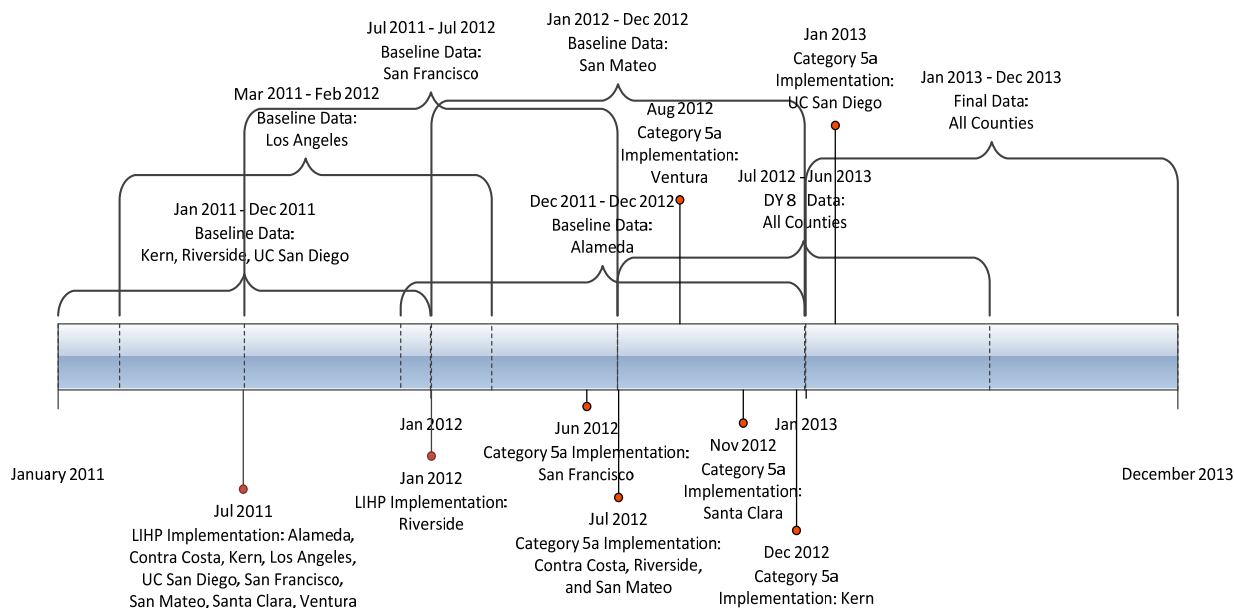 Jul 2011 - Jul 2012
Baseline Data:
San Francisco
Jan 2012 - Dec 2012
Baseline Data:
San Mateo
Jan 2013
Category 5a
Implementation:
UC San Diego
Jan 2013 - Dec 2013
Final Data:
All Counties
Mar 2011 - Feb 2012
Baseline Data:
Los Angeles
Aug 2012
Category 5a
Implementation:
Ventura
Jul 2012 - Jun 2013
DY 8 Data:
All Counties
Jan 2011 - Dec 2011
Baseline Data:
Kern, Riverside, UC San Diego
Dec 2011 - Dec 2012
Baseline Data:
Alameda
January 2011
Jan 2012
Jan 2013
December 2013
Jul 2011
LIHP Implementation: Alameda,
Contra Costa, Kern, Los Angeles,
UC San Diego, San Francisco,
San Mateo, Santa Clara, Ventura
Jan 2012
LIHP Implementation:
Riverside
Jun 2012
Category 5a Implementation:
San Francisco
Jul 2012
Category 5a Implementation:
Contra Costa, Riverside,
and San Mateo
Nov 2012
Category 5a
Implementation:
Santa Clara
Dec 2012
Category 5a
Implementation: Kern